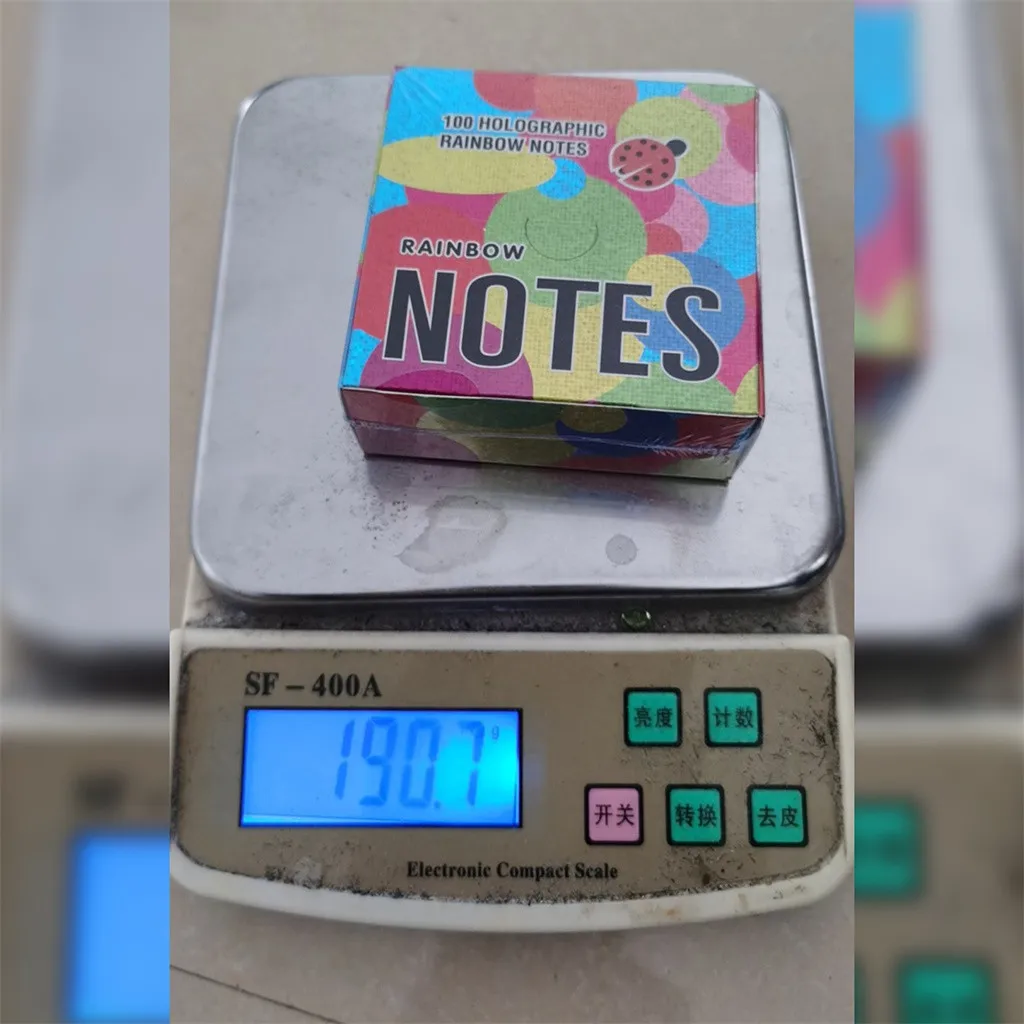 100 HOLOGRAPHIC
RAINBOW NOTES
RAINBOW
NOTES
SF-400A
190.7 g
亮度 计数
开关 转换 去皮
Electronic Compact Scale